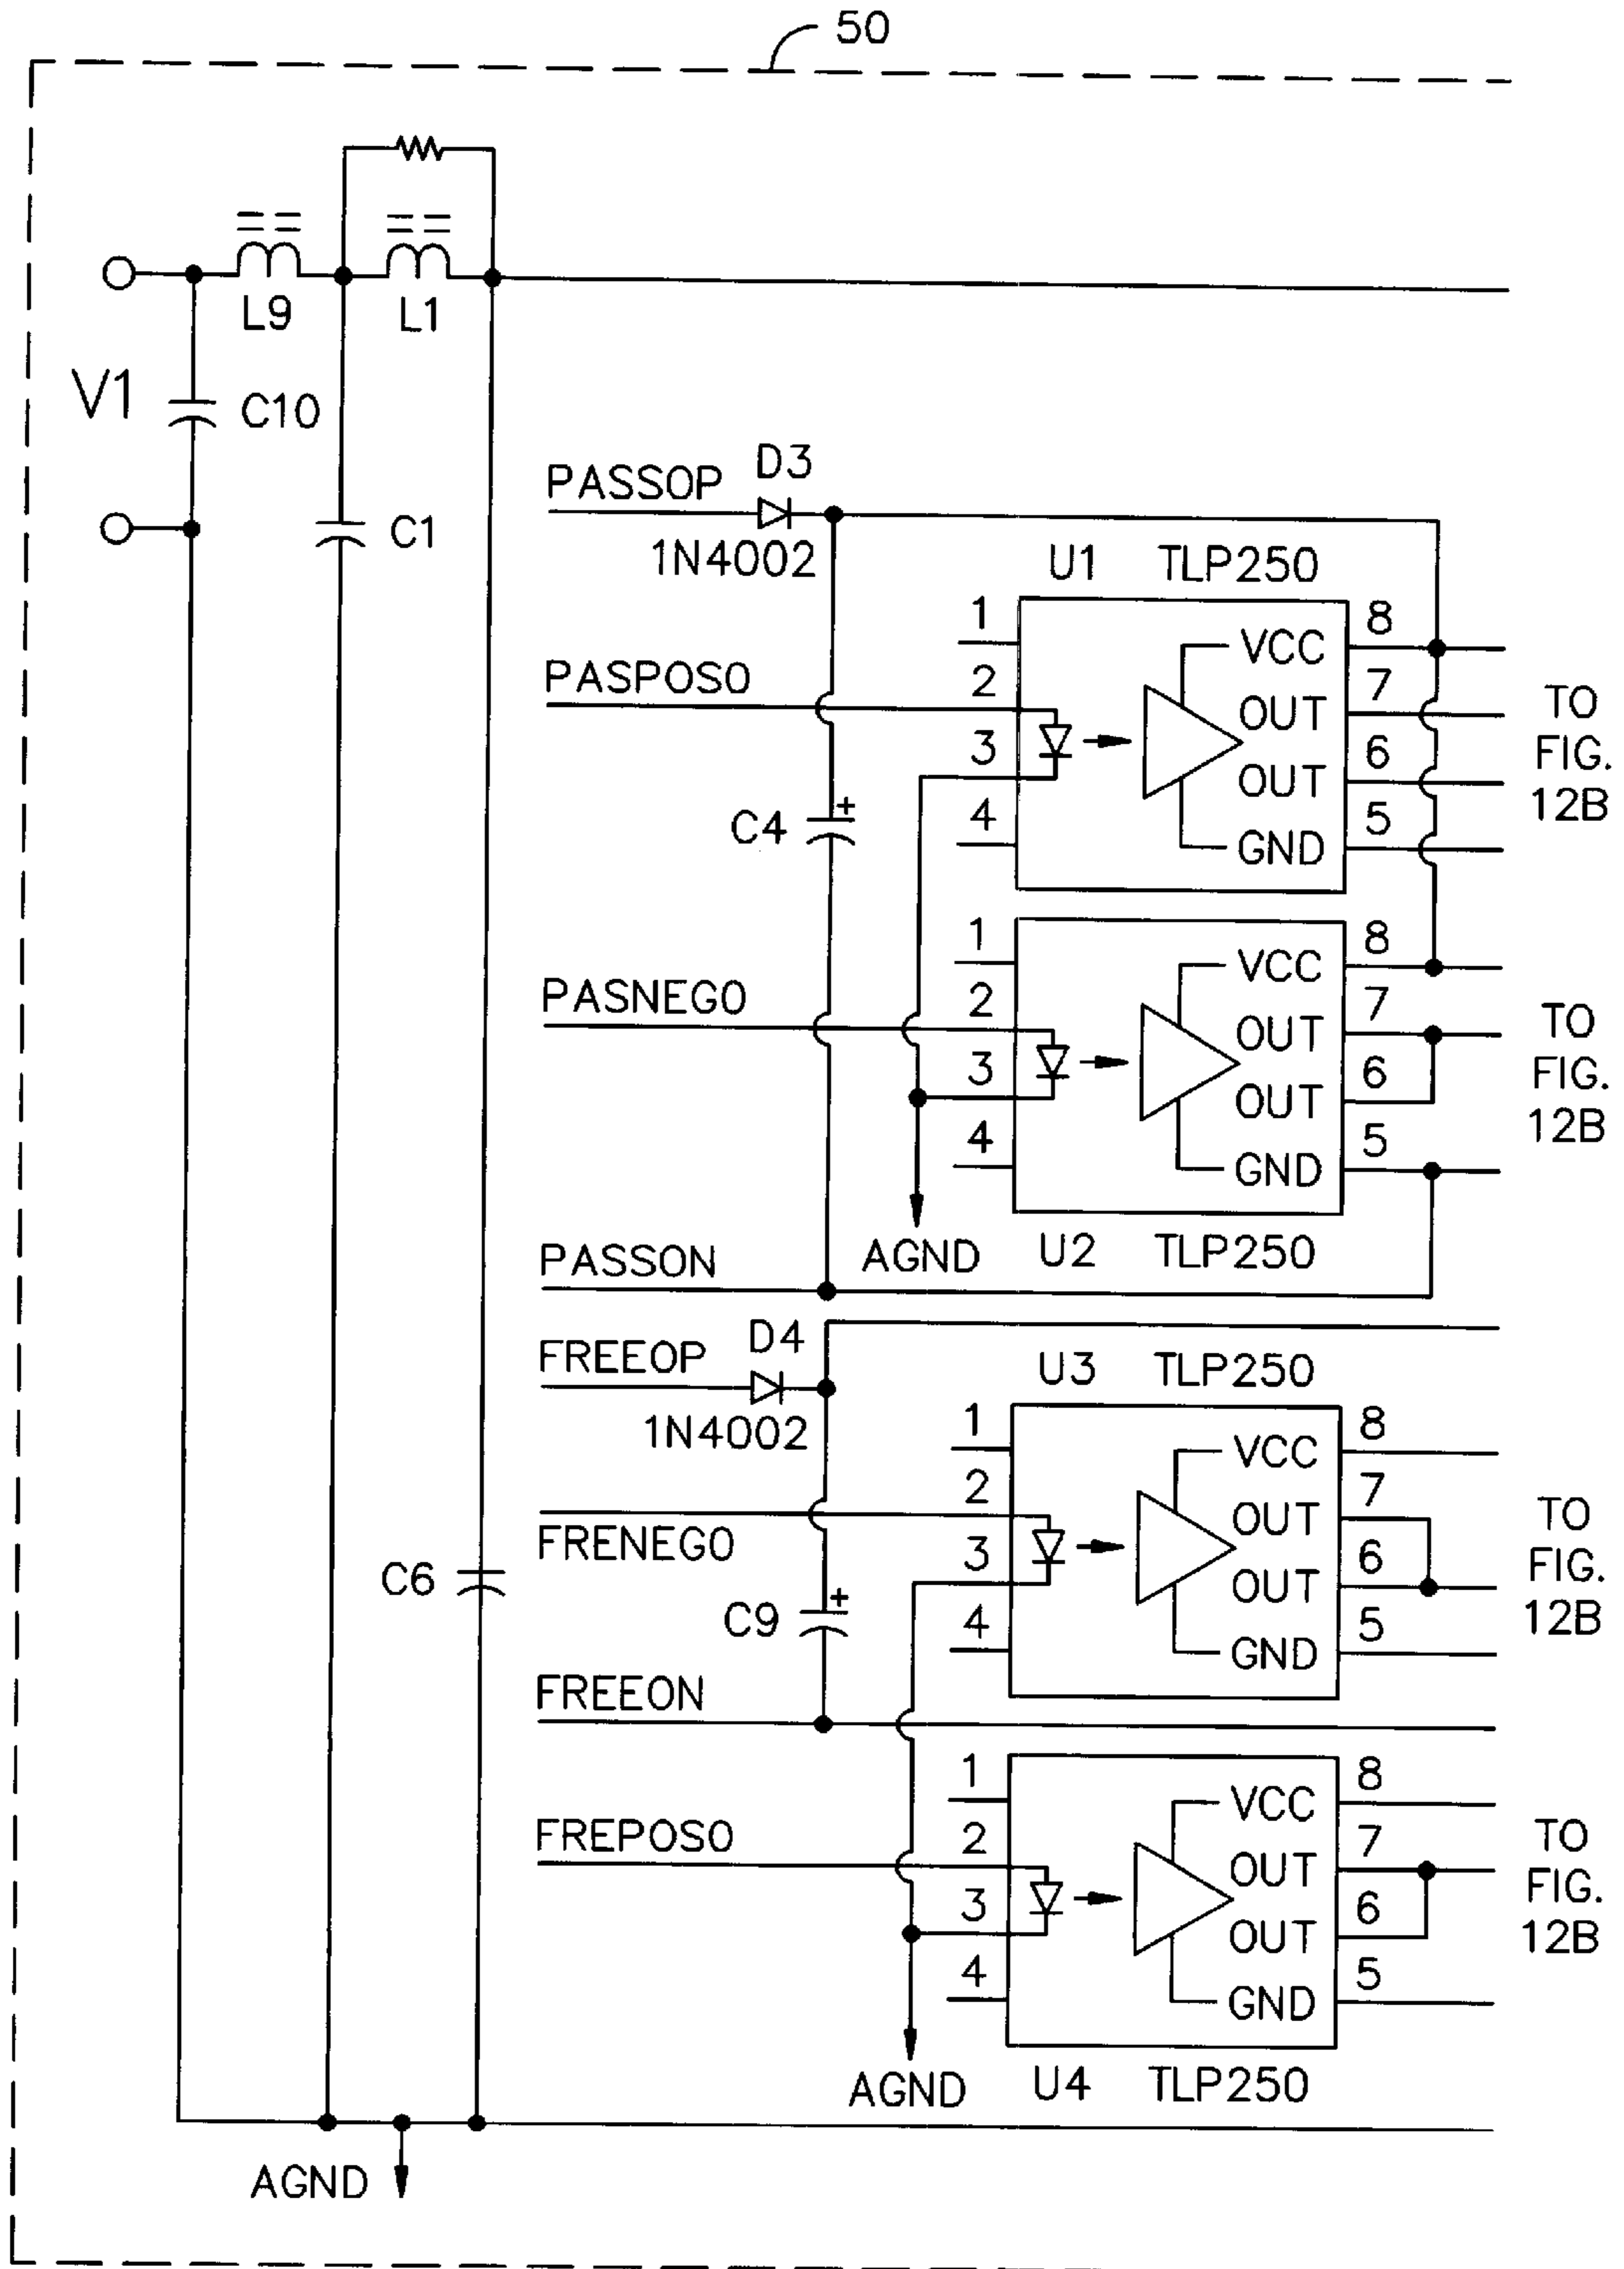 50
L9
L1
V1
C10
C1
PASSOP
D3
1N4002
U1 TLP250
1
2
3
4
VCC
OUT
OUT
GND
8
7
6
5
TO
FIG.
12B
PASPOSO
C4
+
1
2
3
4
VCC
OUT
OUT
GND
8
7
6
5
TO
FIG.
12B
PASNEGO
AGND
U2 TLP250
PASSON
FREEOP
D4
1N4002
U3 TLP250
1
2
3
4
VCC
OUT
OUT
GND
8
7
6
5
TO
FIG.
12B
FRENEGO
C6
C9
+
FREEON
1
2
3
4
VCC
OUT
OUT
GND
8
7
6
5
TO
FIG.
12B
FREPOSO
AGND
U4 TLP250
AGND